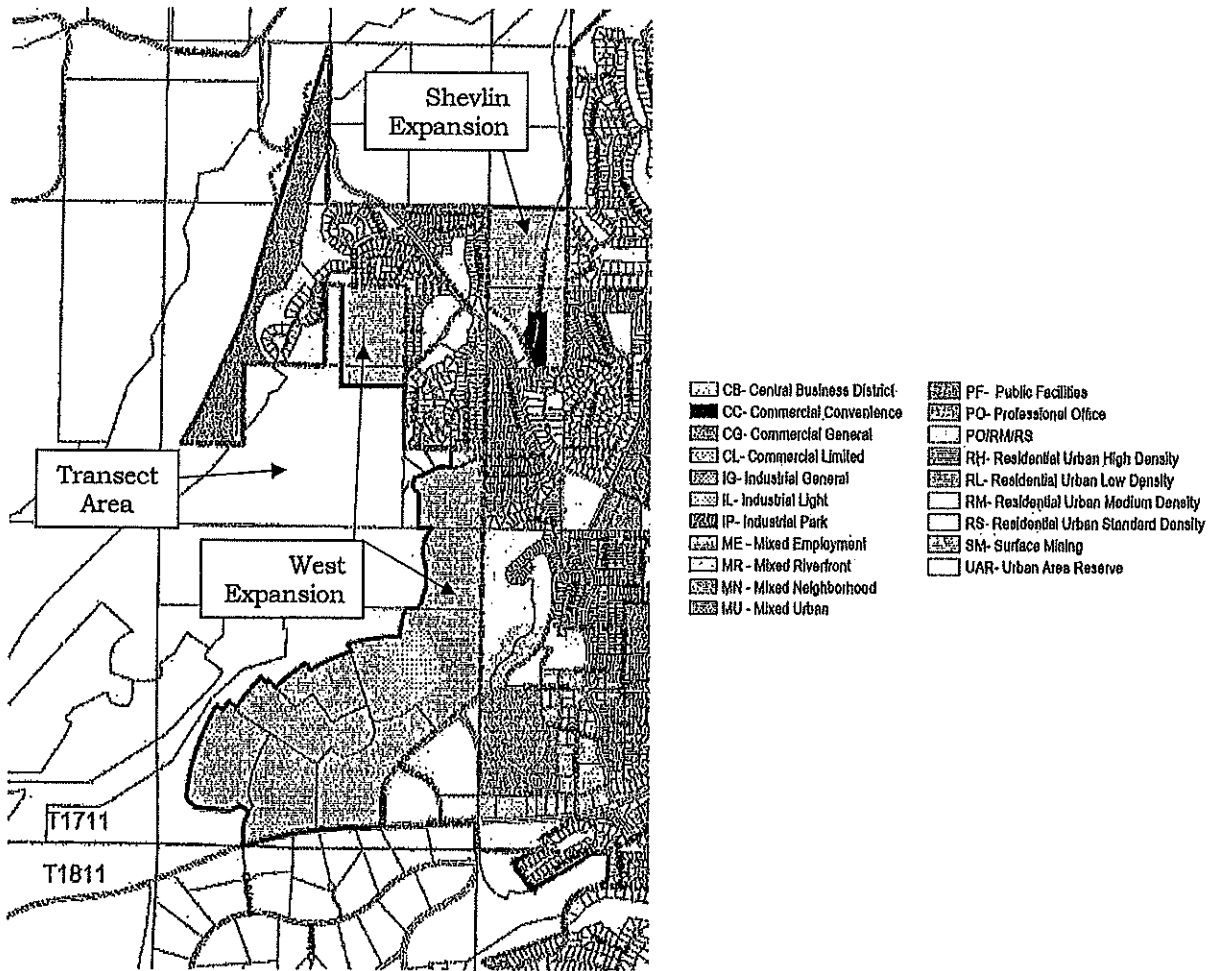 Shevlin
Expansion
Transect
Area
West
Expansion
T1711
T1811
CB- Central Business District
CC- Commercial Convenience
CG- Commercial General
CL- Commercial Limited
IG- Industrial General
IL- Industrial Light
IP- Industrial Park
ME - Mixed Employment
MR - Mixed Riverfront
MN - Mixed Neighborhood
MU - Mixed Urban
PF- Public Facilities
PO- Professional Office
PO/RM/RS
RH- Residential Urban High Density
RL- Residential Urban Low Density
RM- Residential Urban Medium Density
RS- Residential Urban Standard Density
SM- Surface Mining
UAR- Urban Area Reserve